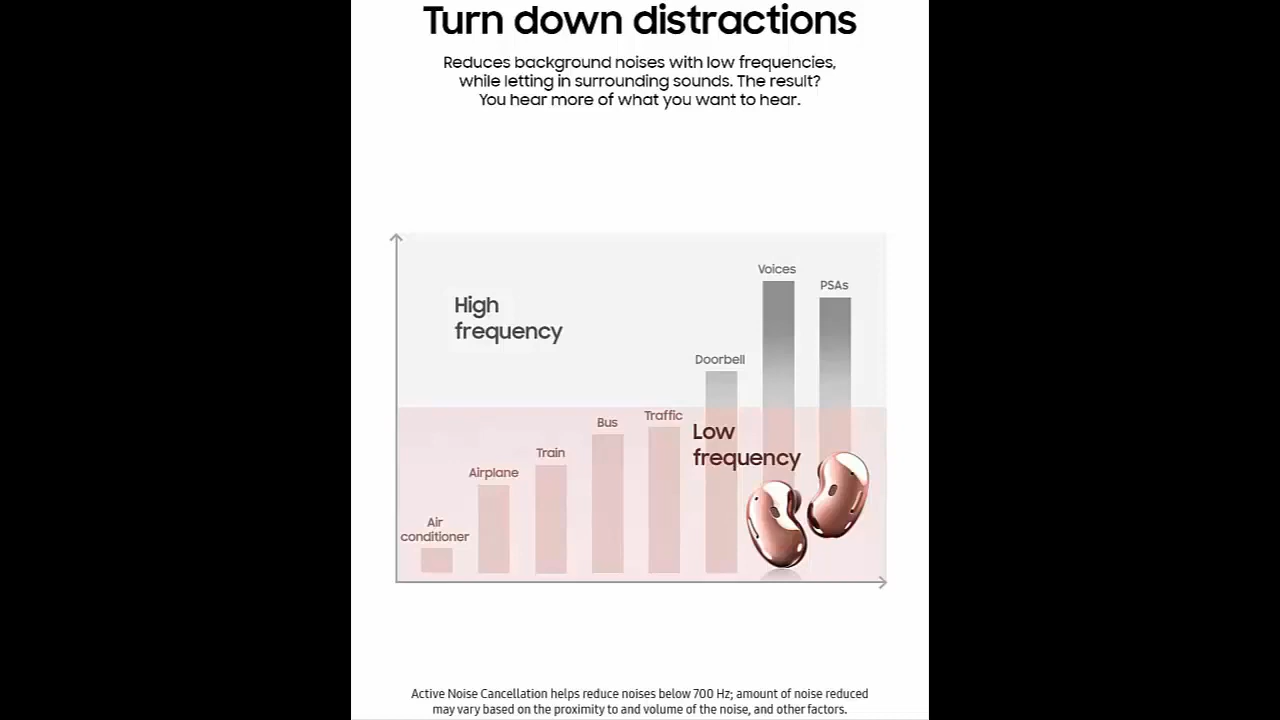 Turn down distractions
Reduces background noises with low frequencies,
while letting in surrounding sounds. The result?
You hear more of what you want to hear.
Voices
PSAs
High
frequency
Doorbell
Traffic
Bus
Low
frequency
Train
Airplane
Air
conditioner
Active Noise Cancellation helps reduce noises below 700 Hz; amount of noise reduced
may vary based on the proximity to and volume of the noise, and other factors.